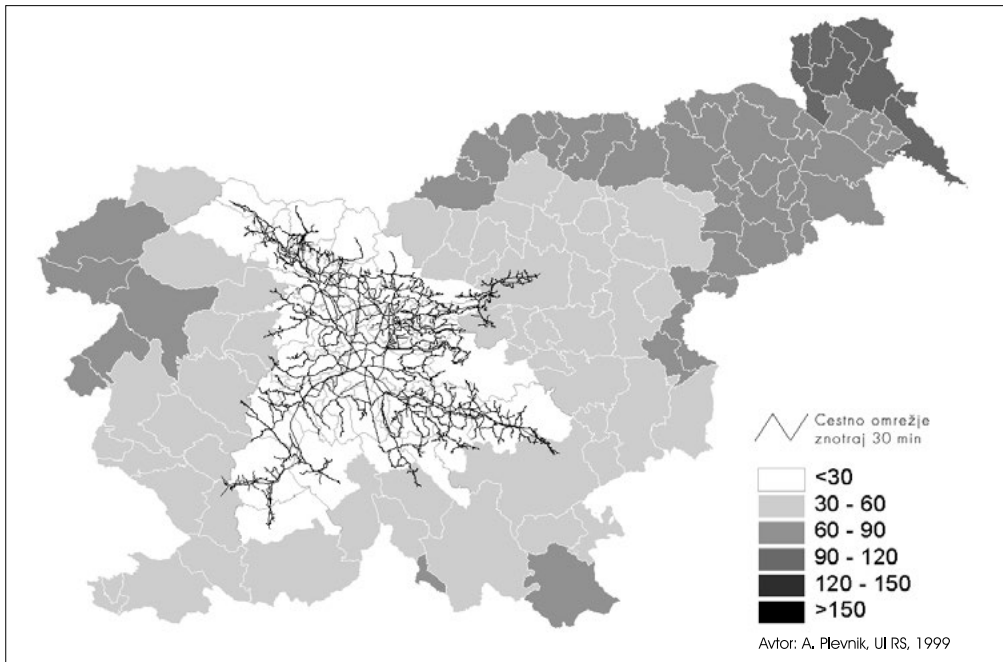 Cestno omrežje
znotraj 30 min
<30
30 - 60
60 - 90
90 - 120
120 - 150
>150
Avtor: A. Plevnik, UI RS, 1999